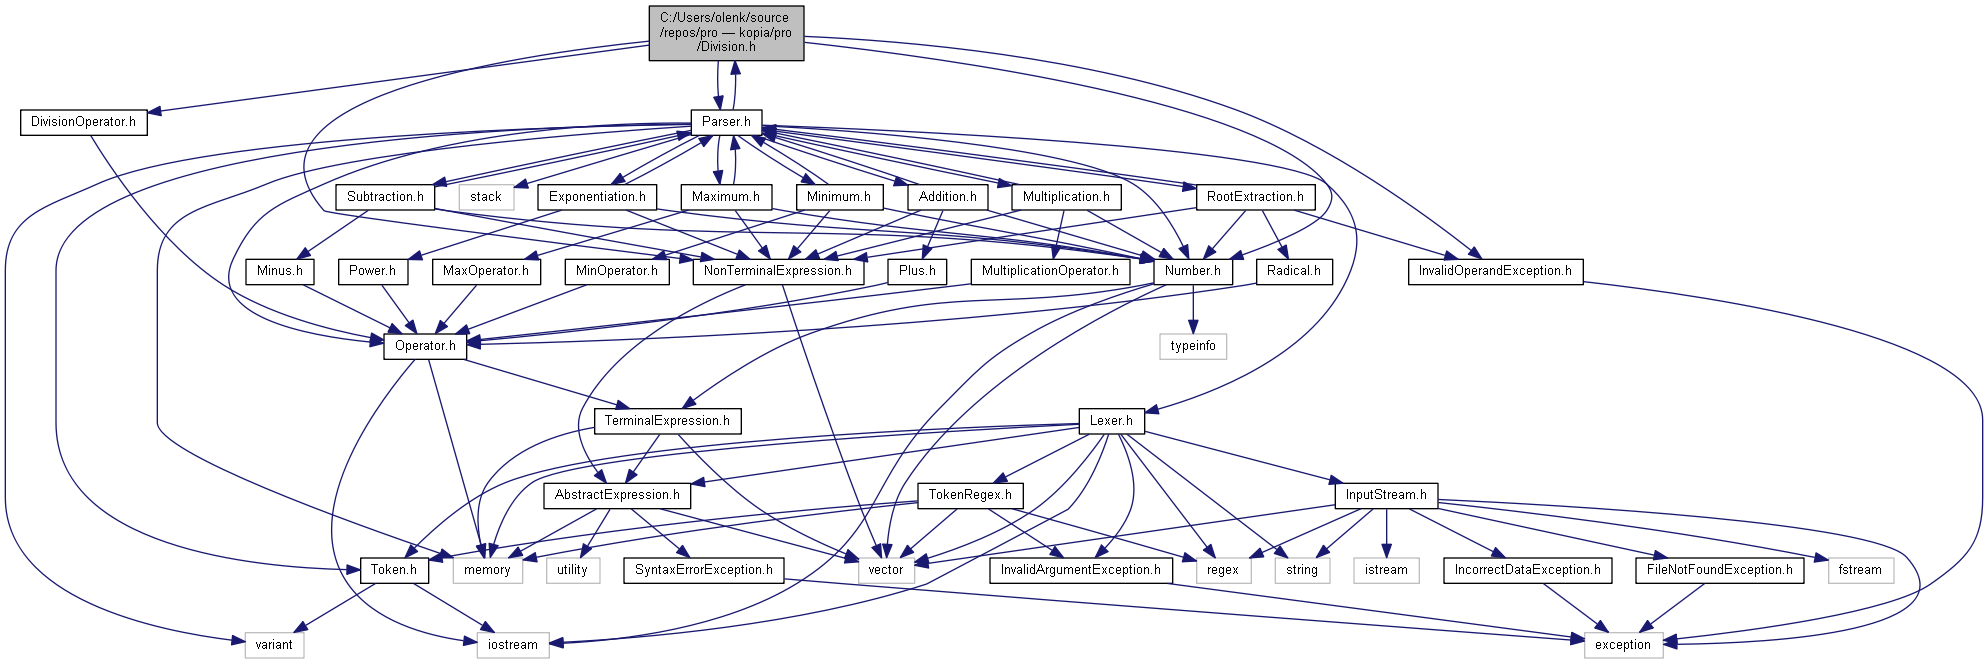 C:/Users/olenk/source
/repos/pro — kopia/pro
/Division.h
DivisionOperator.h
Parser.h
Subtraction.h
stack
Exponentiation.h
Maximum.h
Minimum.h
Addition.h
Multiplication.h
RootExtraction.h
Minus.h
Power.h
MaxOperator.h
MinOperator.h
NonTerminalExpression.h
Plus.h
MultiplicationOperator.h
Number.h
Radical.h
InvalidOperandException.h
Operator.h
typeinfo
TerminalExpression.h
Lexer.h
AbstractExpression.h
TokenRegex.h
InputStream.h
Token.h
memory
utility
SyntaxErrorException.h
vector
InvalidArgumentException.h
regex
string
istream
IncorrectDataException.h
FileNotFoundException.h
fstream
variant
iostream
exception